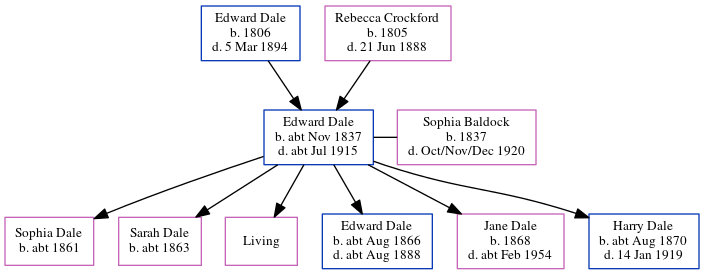 Edward Dale
b. 1806
d. 5 Mar 1894
Rebecca Crockford
b. 1805
d. 21 Jun 1888
Edward Dale
b. abt Nov 1837
d. abt Jul 1915
Sophia Baldock
b. 1837
d. Oct/Nov/Dec 1920
Sophia Dale
b. abt 1861
Sarah Dale
b. abt 1863
Living
Edward Dale
b. abt Aug 1866
d. abt Aug 1888
Jane Dale
b. 1868
d. abt Feb 1954
Harry Dale
b. abt Aug 1870
d. 14 Jan 1919